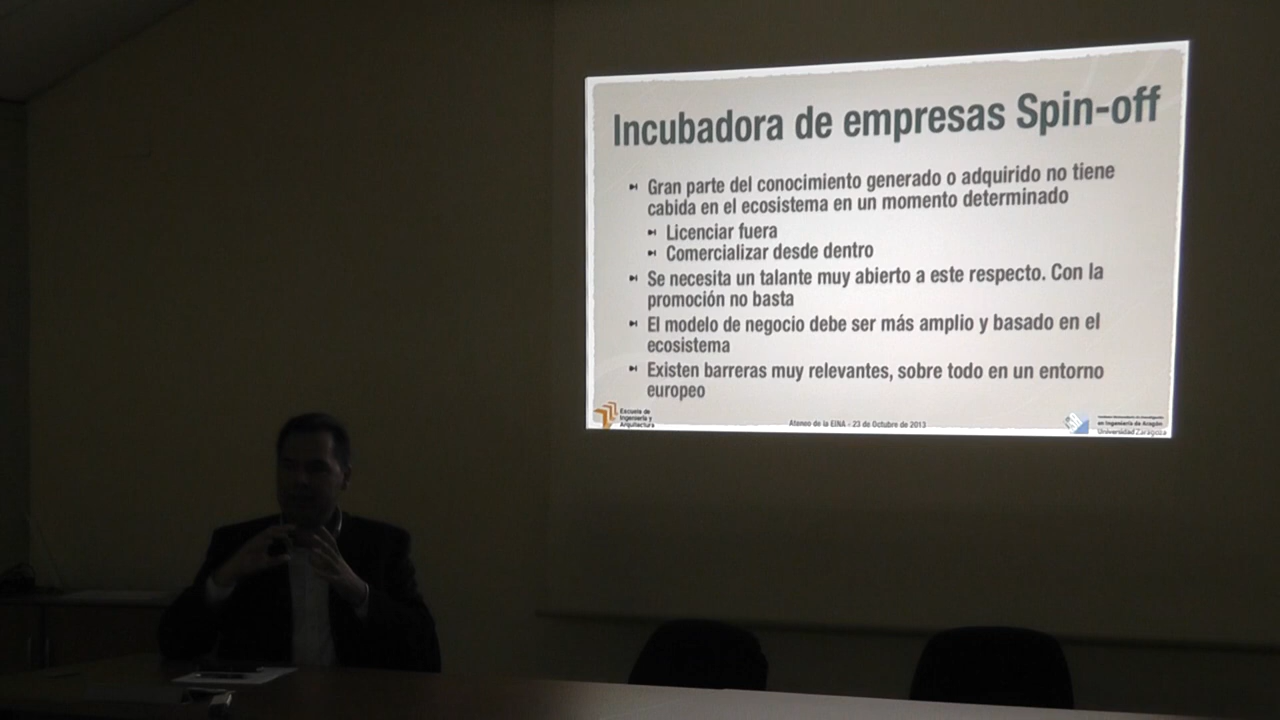 Incubadora de empresas Spin-off
Gran parte del conocimiento generado o adquirido no tiene
cabida en el ecosistema en un momento determinado
Licenciar fuera
Comercializar desde dentro
Se necesita un talante muy abierto a este respecto. Con la
promoción no basta
El modelo de negocio debe ser más amplio y basado en el
ecosistema
Existen barreras muy relevantes, sobre todo en un entorno
europeo
Escuela de
Ingeniería y
Arquitectura
Ateneo de la EINA - 23 de Octubre de 2013
en Ingeniería de Aragón
Universidad Zaragoza